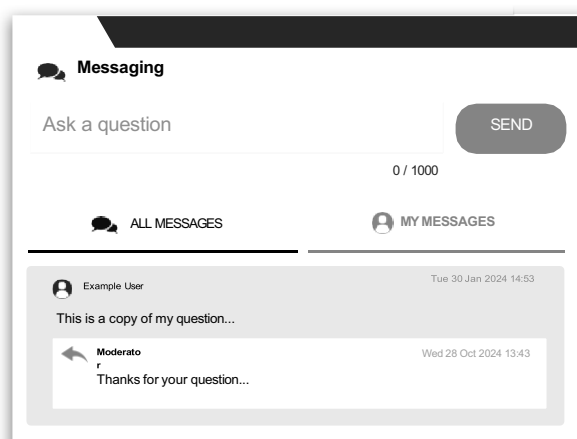 Messaging
Ask a question
SEND
0 / 1000
ALL MESSAGES
MY MESSAGES
Example User
Tue 30 Jan 2024 14:53
This is a copy of my question...
Moderato
r
Wed 28 Oct 2024 13:43
Thanks for your question...